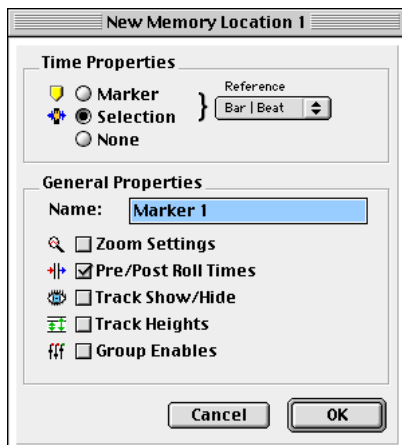 New Memory Location 1
Time Properties
Marker
Selection
None
Reference
Bar | Beat
General Properties
Name: Marker 1
Zoom Settings
Pre/Post Roll Times
Track Show/Hide
Track Heights
Group Enables
Cancel OK